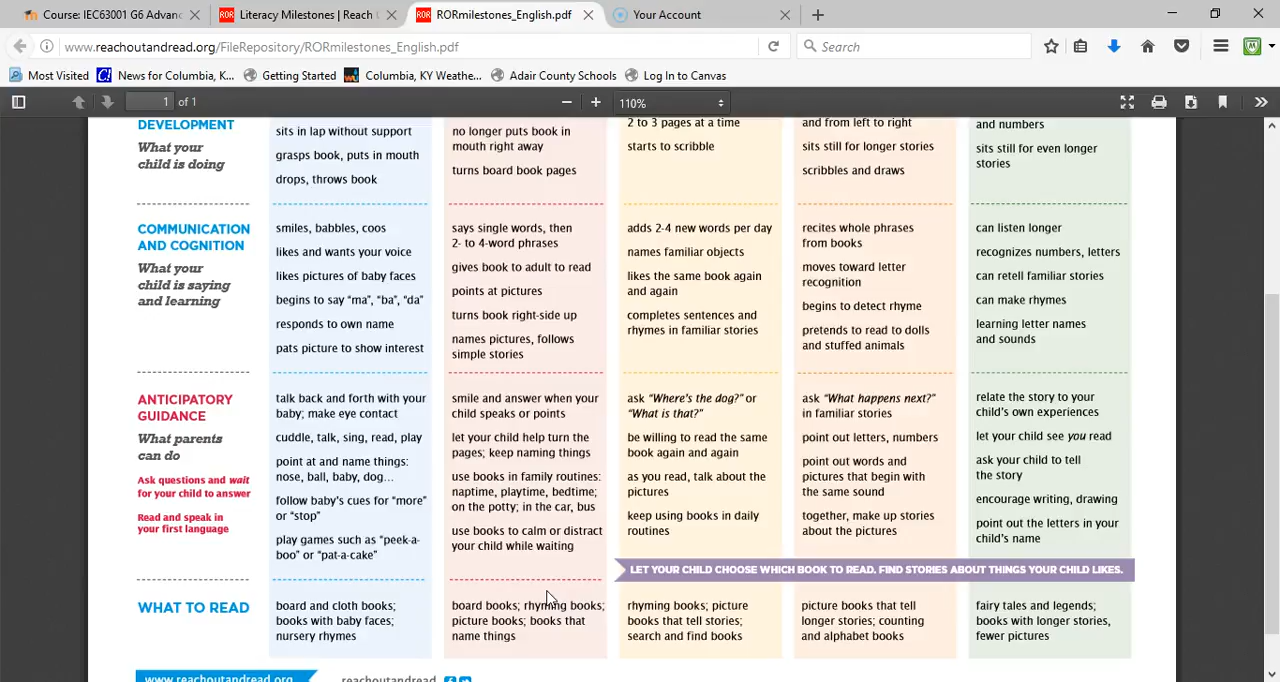 Course: IEC63001 G6 Advanc
Literacy Milestones | Reach
RORmilestones_English.pdf
Your Account
www.reachoutandread.org/FileRepository/RORmilestones_English.pdf
Search
Most Visited
News for Columbia, K...
Getting Started
Columbia, KY Weathe...
Adair County Schools
Log In to Canvas
1 of 1
110%
DEVELOPMENT
What your
child is doing
sits in lap without support
grasps book, puts in mouth
drops, throws book
no longer puts book in
mouth right away
turns board book pages
2 to 3 pages at a time
starts to scribble
and from left to right
sits still for longer stories
scribbles and draws
and numbers
sits still for even longer
stories
COMMUNICATION
AND COGNITION
What your
child is saying
and learning
smiles, babbles, coos
likes and wants your voice
likes pictures of baby faces
begins to say “ma”, “ba”, “da”
responds to own name
pats picture to show interest
says single words, then
2- to 4-word phrases
gives book to adult to read
points at pictures
turns book right-side up
names pictures, follows
simple stories
adds 2-4 new words per day
names familiar objects
likes the same book again
and again
completes sentences and
rhymes in familiar stories
recites whole phrases
from books
moves toward letter
recognition
begins to detect rhyme
pretends to read to dolls
and stuffed animals
can listen longer
recognizes numbers, letters
can retell familiar stories
can make rhymes
learning letter names
and sounds
ANTICIPATORY
GUIDANCE
What parents
can do
Ask questions and wait
for your child to answer
Read and speak in
your first language
talk back and forth with your
baby; make eye contact
cuddle, talk, sing, read, play
point at and name things:
nose, ball, baby, dog...
follow baby's cues for “more”
or “stop”
play games such as “peek-a-
boo” or “pat-a-cake”
smile and answer when your
child speaks or points
let your child help turn the
pages; keep naming things
use books in family routines:
naptime, playtime, bedtime;
on the potty; in the car, bus
use books to calm or distract
your child while waiting
ask “Where's the dog?” or
“What is that?”
be willing to read the same
book again and again
as you read, talk about the
pictures
keep using books in daily
routines
ask “What happens next?”
in familiar stories
point out letters, numbers
point out words and
pictures that begin with
the same sound
together, make up stories
about the pictures
relate the story to your
child's own experiences
let your child see you read
ask your child to tell
the story
encourage writing, drawing
point out the letters in your
child's name
LET YOUR CHILD CHOOSE WHICH BOOK TO READ. FIND STORIES ABOUT THINGS YOUR CHILD LIKES.
WHAT TO READ
board and cloth books;
books with baby faces;
nursery rhymes
board books; rhyming books;
picture books; books that
name things
rhyming books; picture
books that tell stories;
search and find books
picture books that tell
longer stories; counting
and alphabet books
fairy tales and legends;
books with longer stories,
fewer pictures
www.reachoutandread.org
reachoutandread